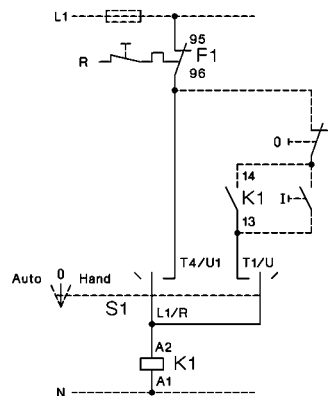 L1
95
F1
R
96
0
14
K1
I
13
T4/U1
T1/U
Auto 0 Hand
S1
L1/R
A2
K1
A1
N